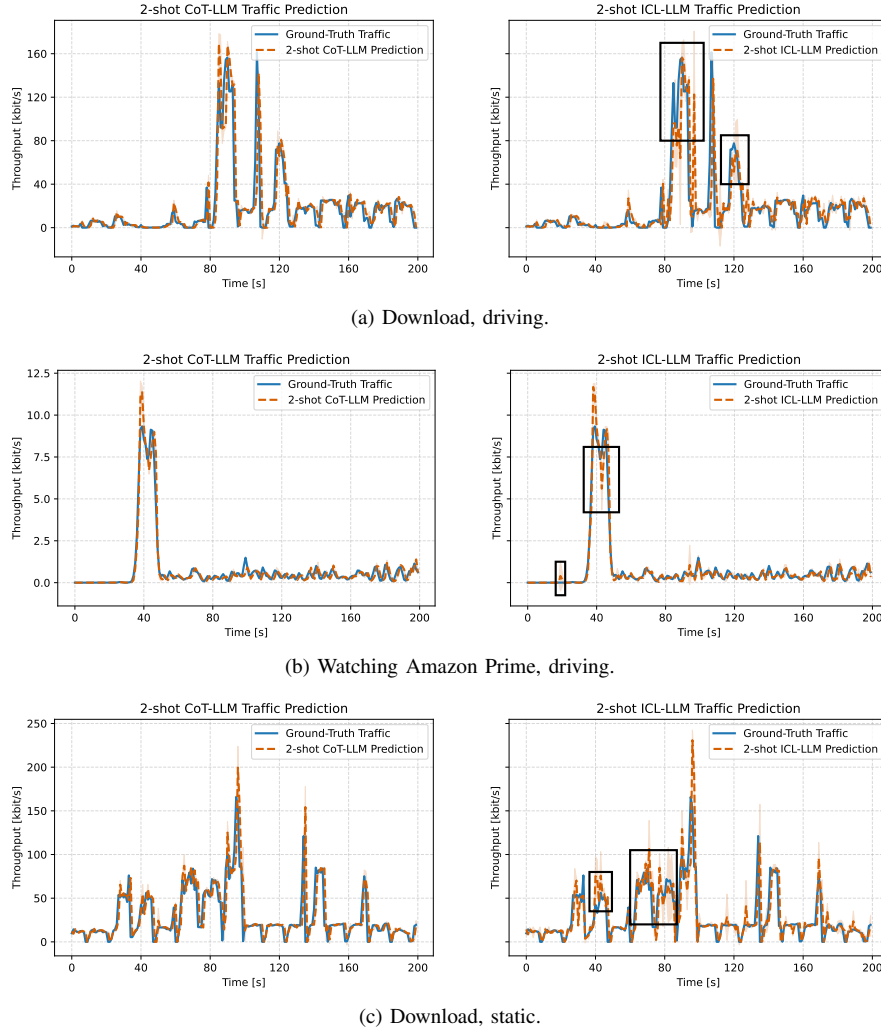 2-shot CoT-LLM Traffic Prediction
Throughput [kbit/s]
160
120
80
40
0
Ground-Truth Traffic
2-shot CoT-LLM Prediction
0 40 80 120 160 200
Time [s]
2-shot ICL-LLM Traffic Prediction
Throughput [kbit/s]
Ground-Truth Traffic
2-shot ICL-LLM Prediction
0 40 80 120 160 200
Time [s]
(a) Download, driving.
2-shot CoT-LLM Traffic Prediction
Throughput [kbit/s]
12.5
10.0
7.5
5.0
2.5
0.0
Ground-Truth Traffic
2-shot CoT-LLM Prediction
0 40 80 120 160 200
Time [s]
2-shot ICL-LLM Traffic Prediction
Throughput [kbit/s]
Ground-Truth Traffic
2-shot ICL-LLM Prediction
0 40 80 120 160 200
Time [s]
(b) Watching Amazon Prime, driving.
2-shot CoT-LLM Traffic Prediction
Throughput [kbit/s]
250
200
150
100
50
0
Ground-Truth Traffic
2-shot CoT-LLM Prediction
0 40 80 120 160 200
Time [s]
2-shot ICL-LLM Traffic Prediction
Throughput [kbit/s]
Ground-Truth Traffic
2-shot ICL-LLM Prediction
0 40 80 120 160 200
Time [s]
(c) Download, static.